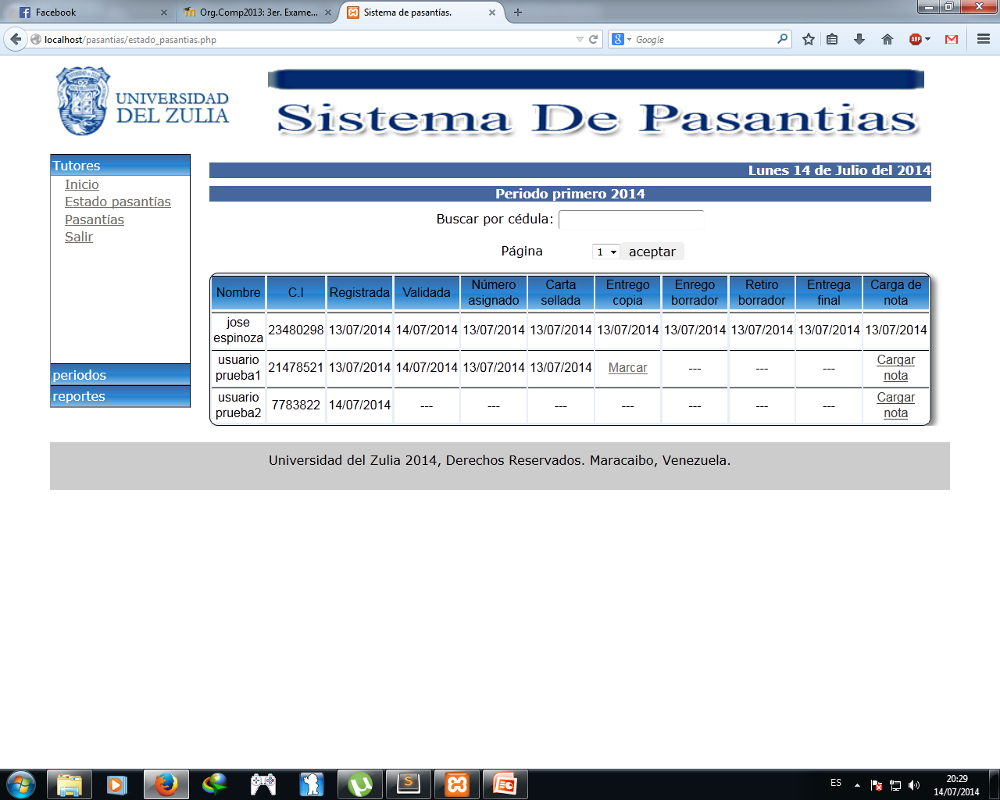 Facebook
Org.Comp2013: 3er. Exame...
Sistema de pasantías.
localhost/pasantias/estado_pasantias.php
Google
ABP
UNIVERSIDAD
DEL ZULIA
Sistema De Pasantias
Tutores
Inicio
Estado pasantías
Pasantías
Salir
periodos
reportes
Lunes 14 de Julio del 2014
Periodo primero 2014
Buscar por cédula:
Página 1 aceptar
Nombre C.I Registrada Validada Número asignado Carta sellada Entrego copia Enrego borrador Retiro borrador Entrega final Carga de nota
jose espinoza 23480298 13/07/2014 14/07/2014 13/07/2014 13/07/2014 13/07/2014 13/07/2014 13/07/2014 13/07/2014 13/07/2014
usuario prueba1 21478521 13/07/2014 14/07/2014 13/07/2014 13/07/2014 Marcar --- --- --- Cargar nota
usuario prueba2 7783822 14/07/2014 --- --- --- --- --- --- --- Cargar nota
Universidad del Zulia 2014, Derechos Reservados. Maracaibo, Venezuela.
ES
20:29
14/07/2014